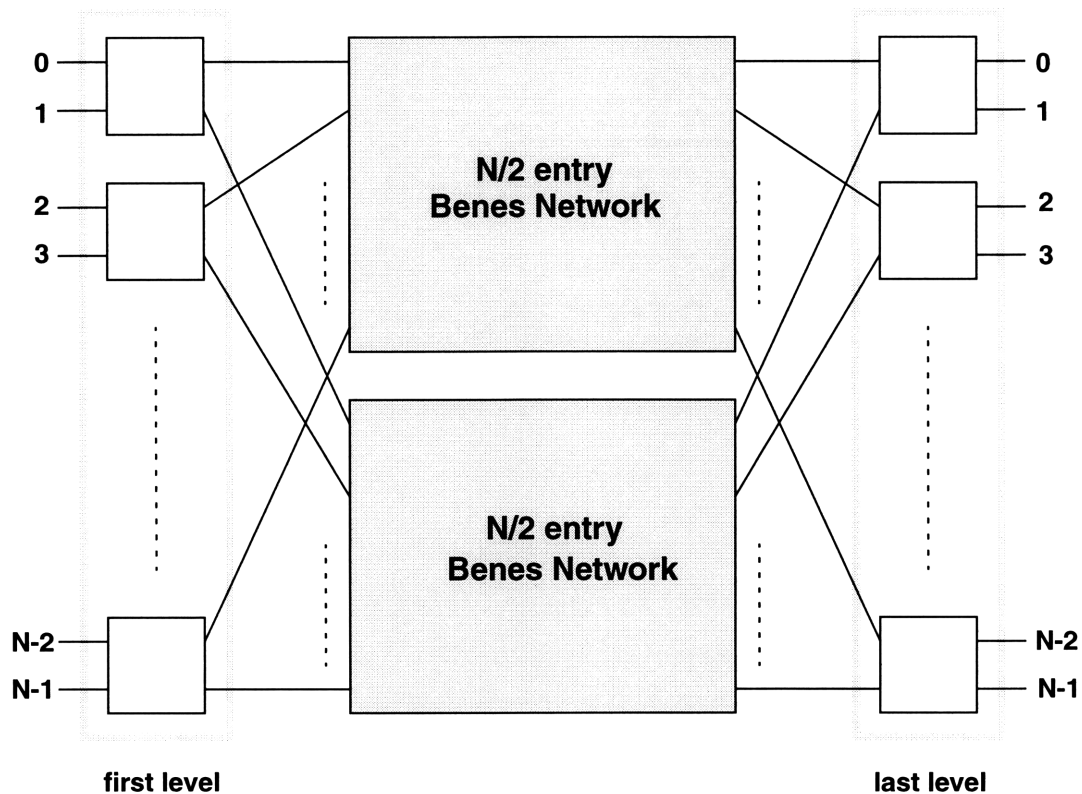 0
1
2
3
N-2
N-1
first level
N/2 entry
Benes Network
N/2 entry
Benes Network
0
1
2
3
N-2
N-1
last level